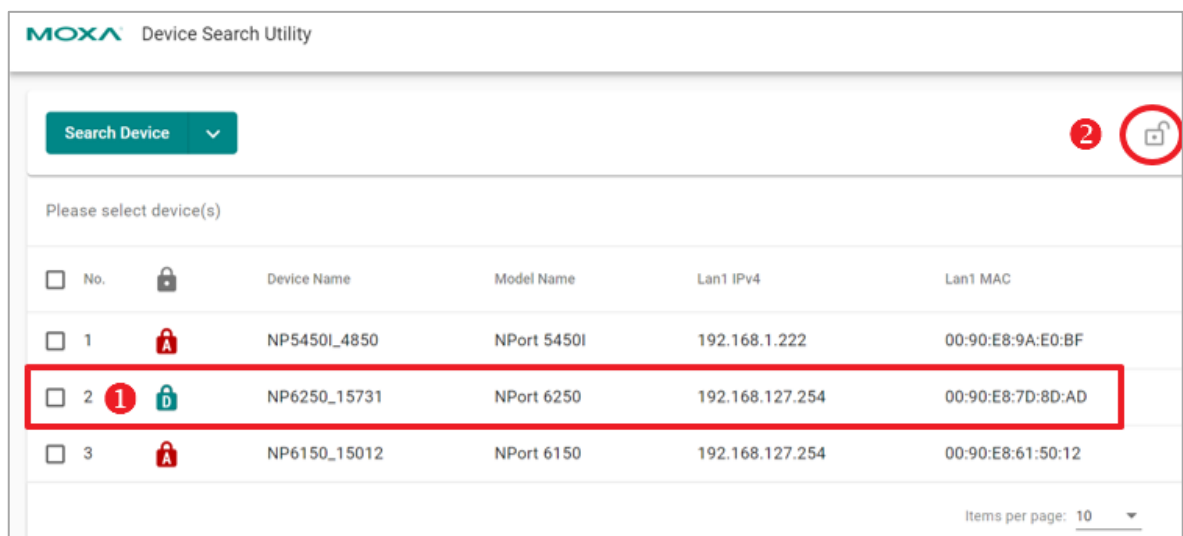 MOXA Device Search Utility
Search Device 2
Please select device(s)
No. Device Name Model Name Lan1 IPv4 Lan1 MAC
1 A NP5450I_4850 NPort 5450I 192.168.1.222 00:90:E8:9A:E0:BF
2 1 D NP6250_15731 NPort 6250 192.168.127.254 00:90:E8:7D:8D:AD
3 A NP6150_15012 NPort 6150 192.168.127.254 00:90:E8:61:50:12
Items per page: 10